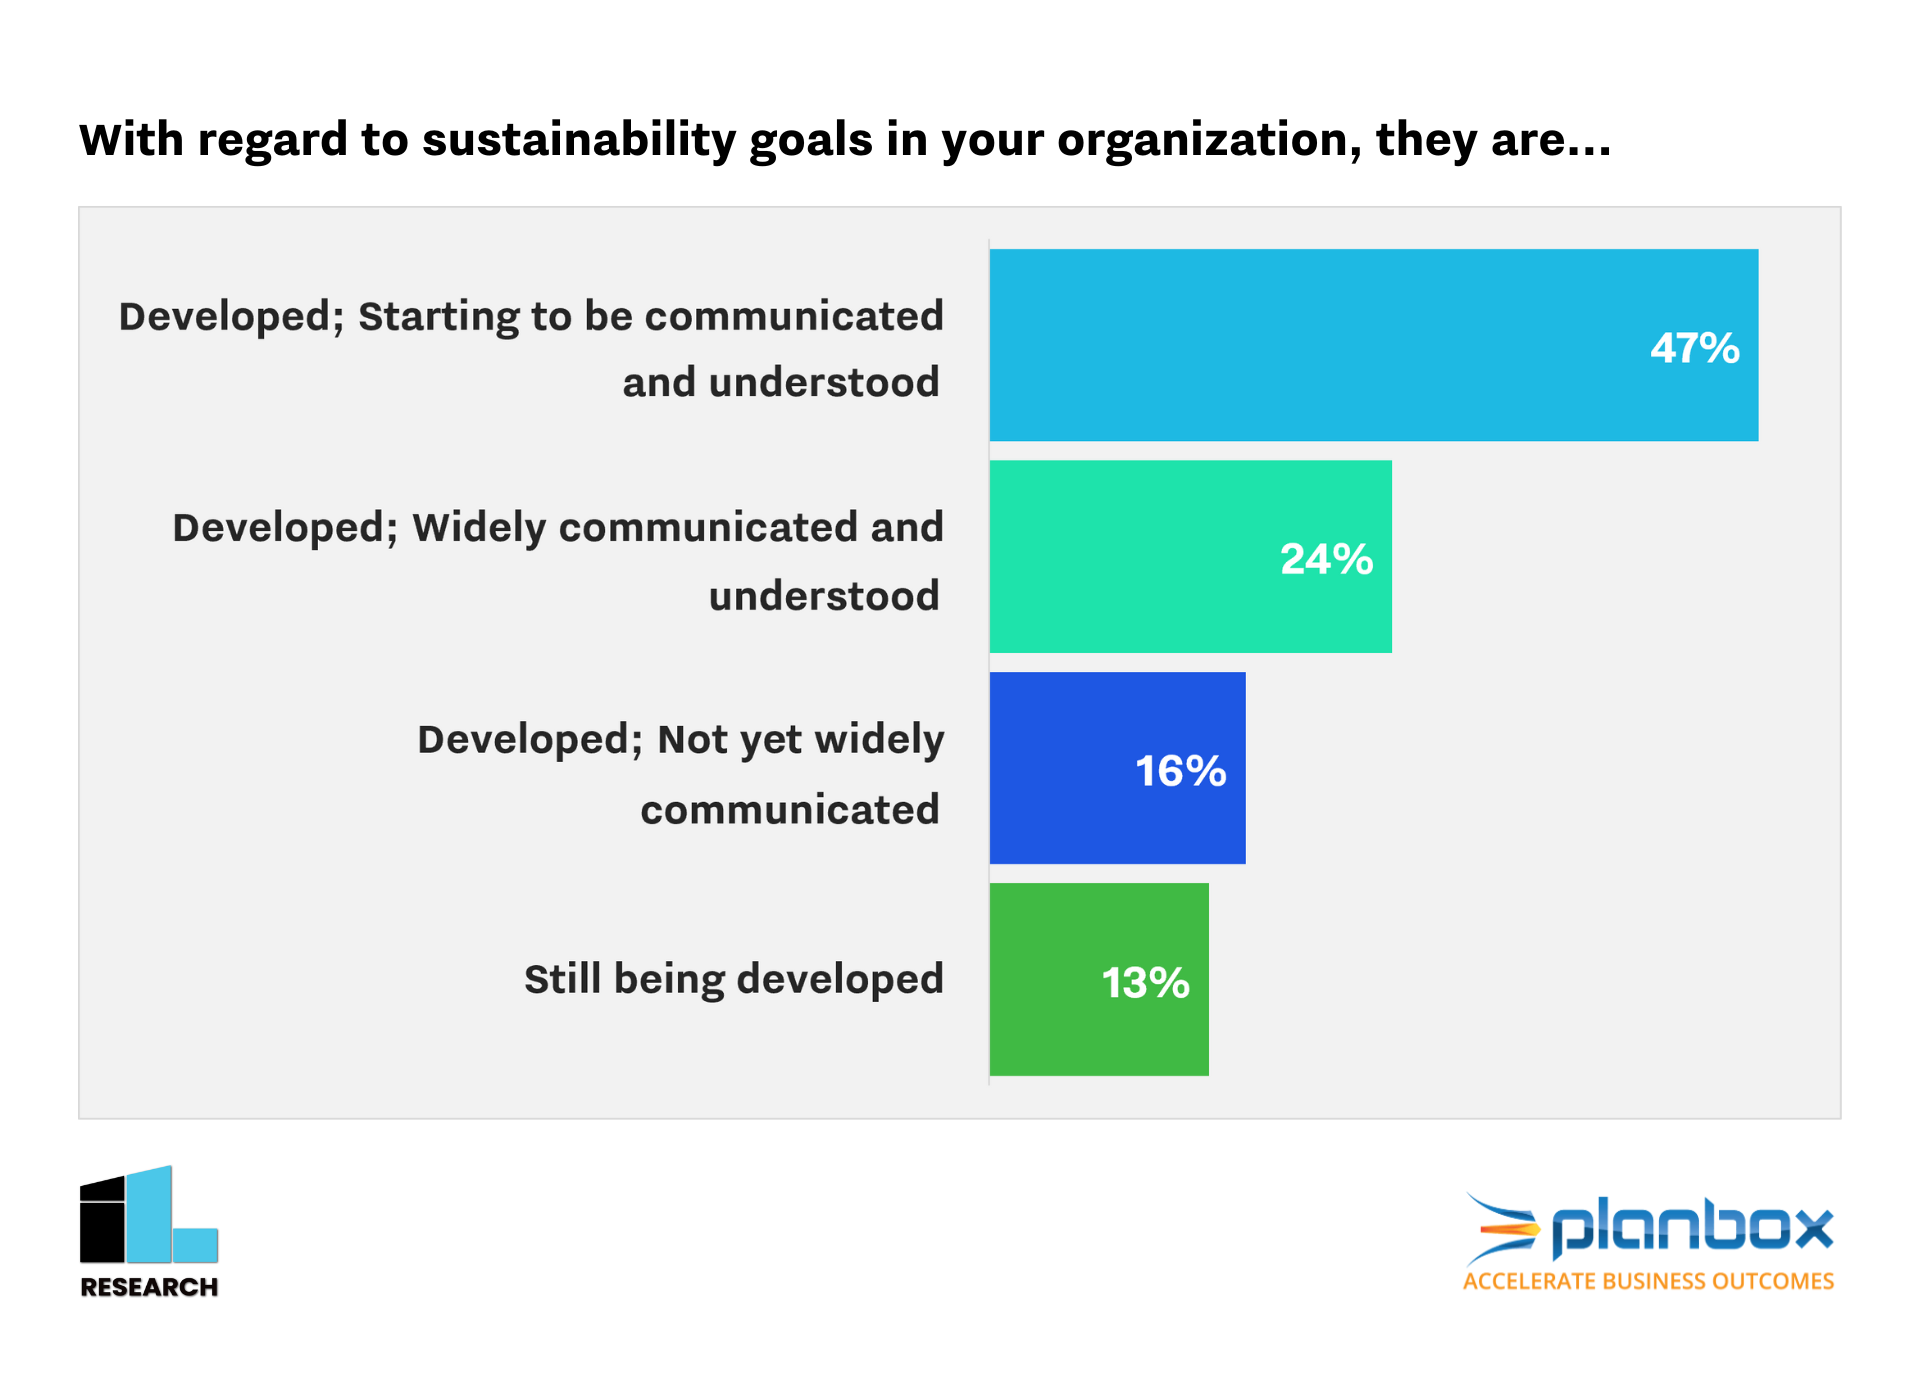 With regard to sustainability goals in your organization, they are...
Developed; Starting to be communicated
and understood
47%
Developed; Widely communicated and
understood
24%
Developed; Not yet widely
communicated
16%
Still being developed
13%
RESEARCH
planbox
ACCELERATE BUSINESS OUTCOMES